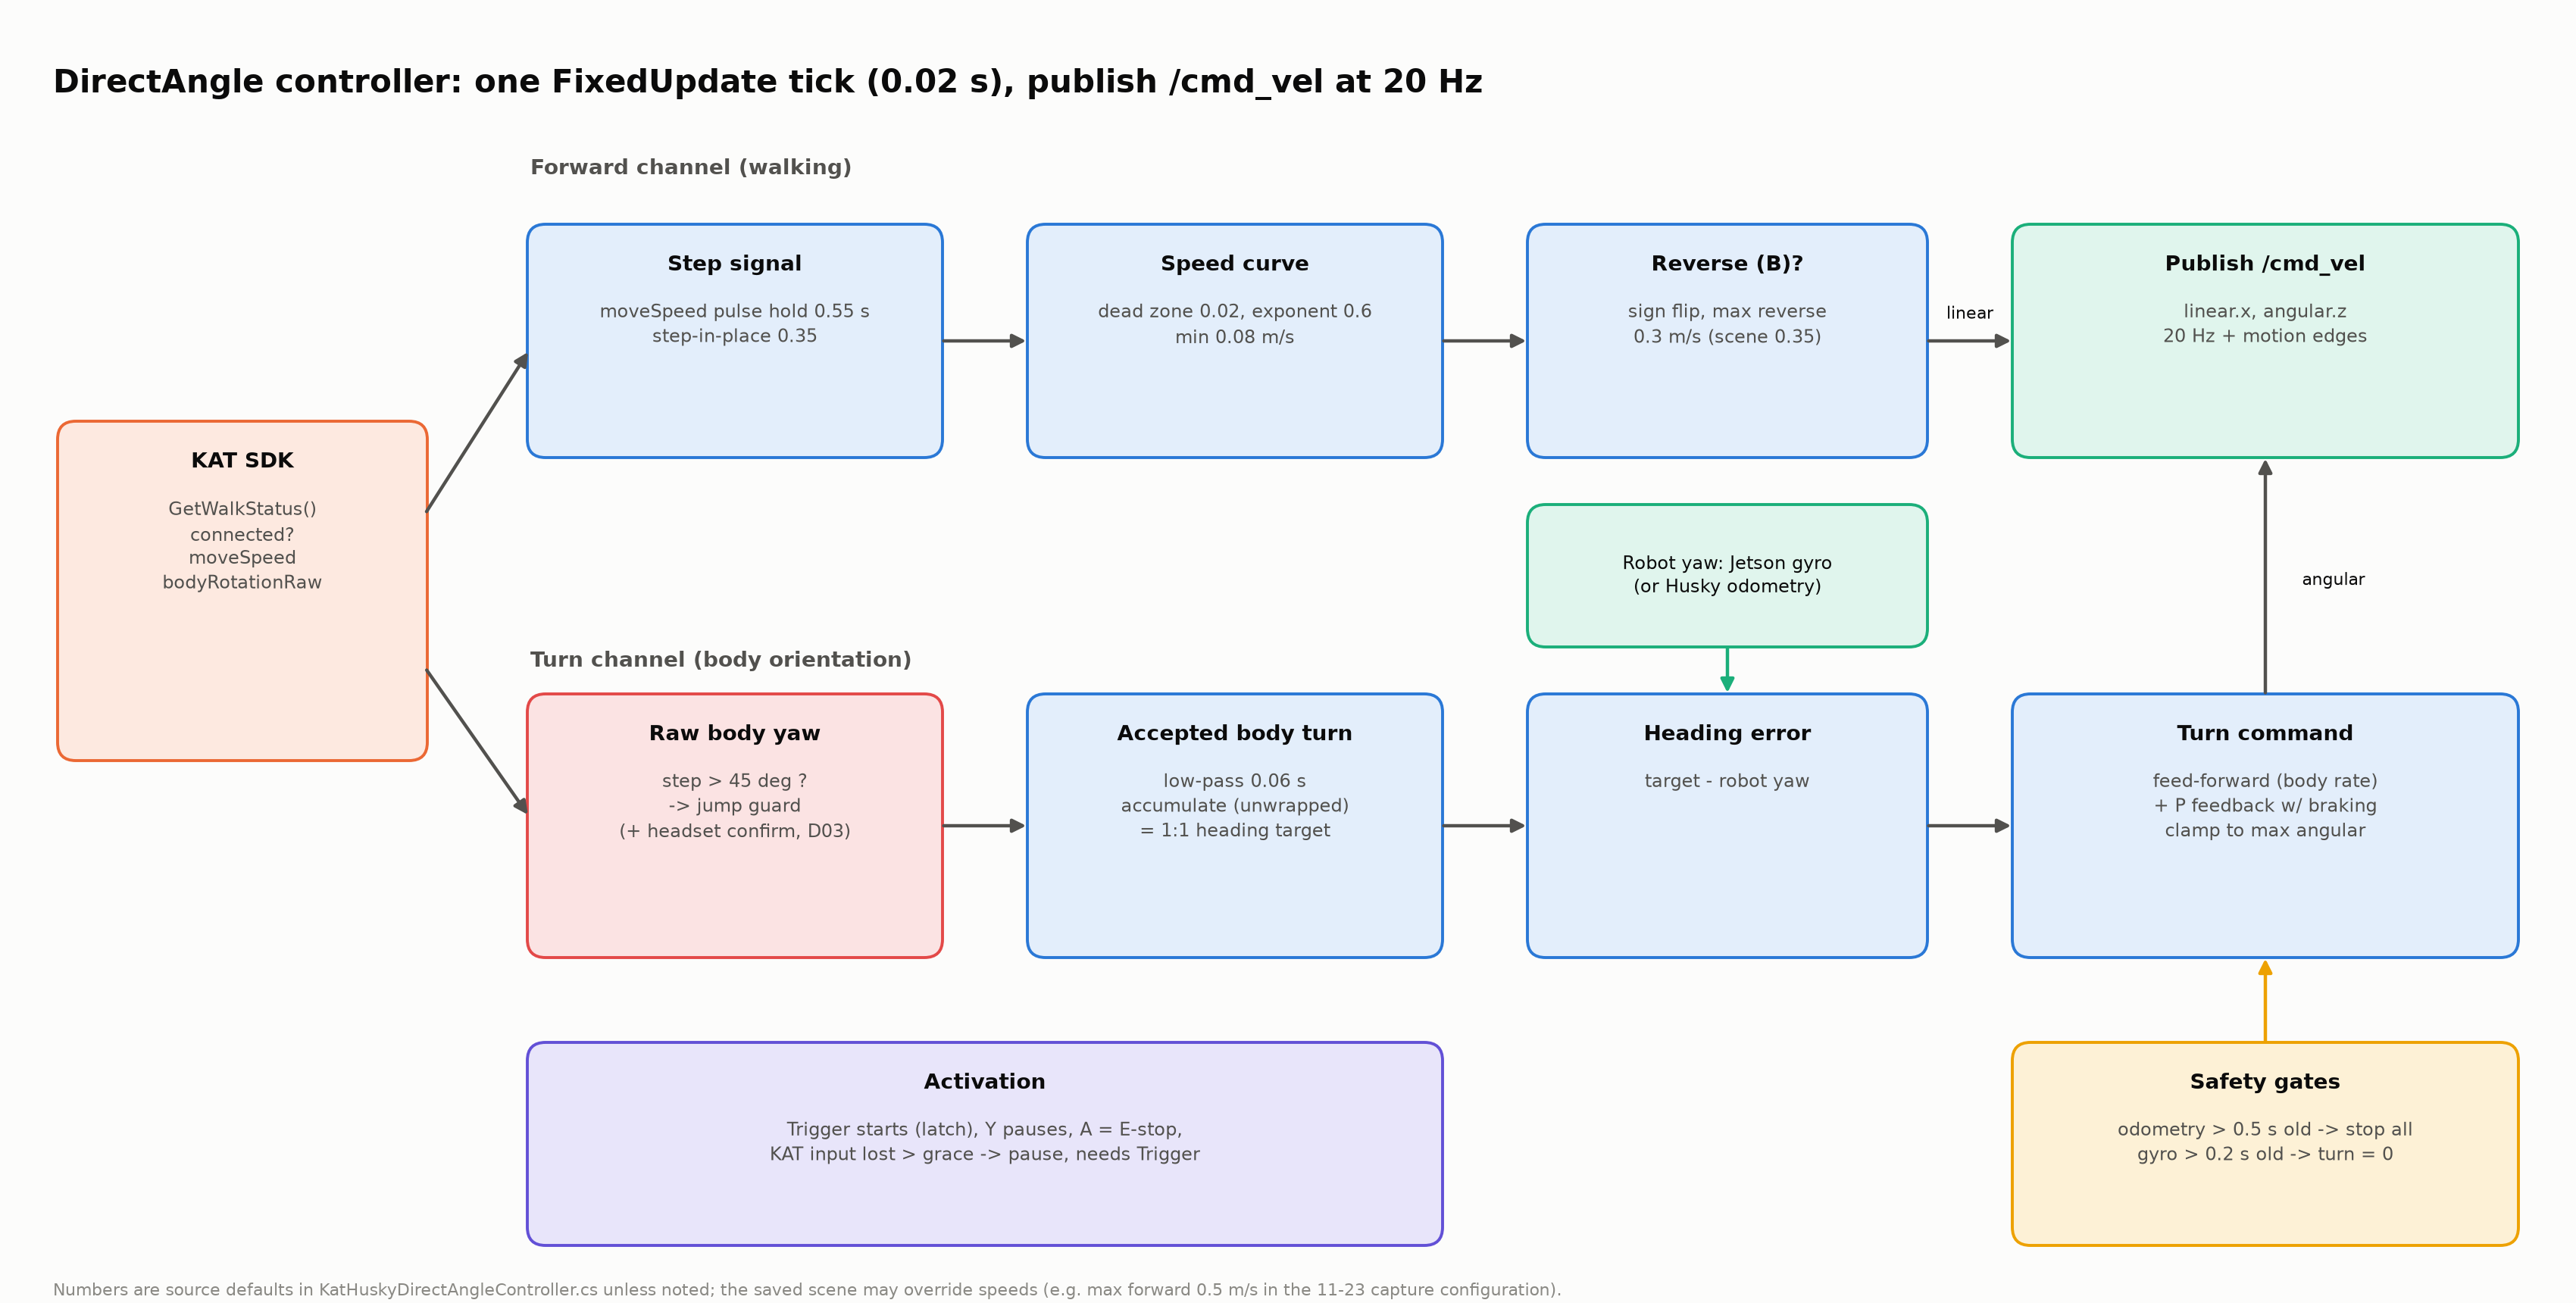 DirectAngle controller: one FixedUpdate tick (0.02 s), publish /cmd_vel at 20 Hz
Forward channel (walking)
Step signal
moveSpeed pulse hold 0.55 s
step-in-place 0.35
Speed curve
dead zone 0.02, exponent 0.6
min 0.08 m/s
Reverse (B)?
sign flip, max reverse
0.3 m/s (scene 0.35)
linear
Publish /cmd_vel
linear.x, angular.z
20 Hz + motion edges
KAT SDK
GetWalkStatus()
connected?
moveSpeed
bodyRotationRaw
Robot yaw: Jetson gyro
(or Husky odometry)
angular
Turn channel (body orientation)
Raw body yaw
step > 45 deg ?
-> jump guard
(+ headset confirm, D03)
Accepted body turn
low-pass 0.06 s
accumulate (unwrapped)
= 1:1 heading target
Heading error
target - robot yaw
Turn command
feed-forward (body rate)
+ P feedback w/ braking
clamp to max angular
Activation
Trigger starts (latch), Y pauses, A = E-stop,
KAT input lost > grace -> pause, needs Trigger
Safety gates
odometry > 0.5 s old -> stop all
gyro > 0.2 s old -> turn = 0
Numbers are source defaults in KatHuskyDirectAngleController.cs unless noted; the saved scene may override speeds (e.g. max forward 0.5 m/s in the 11-23 capture configuration).